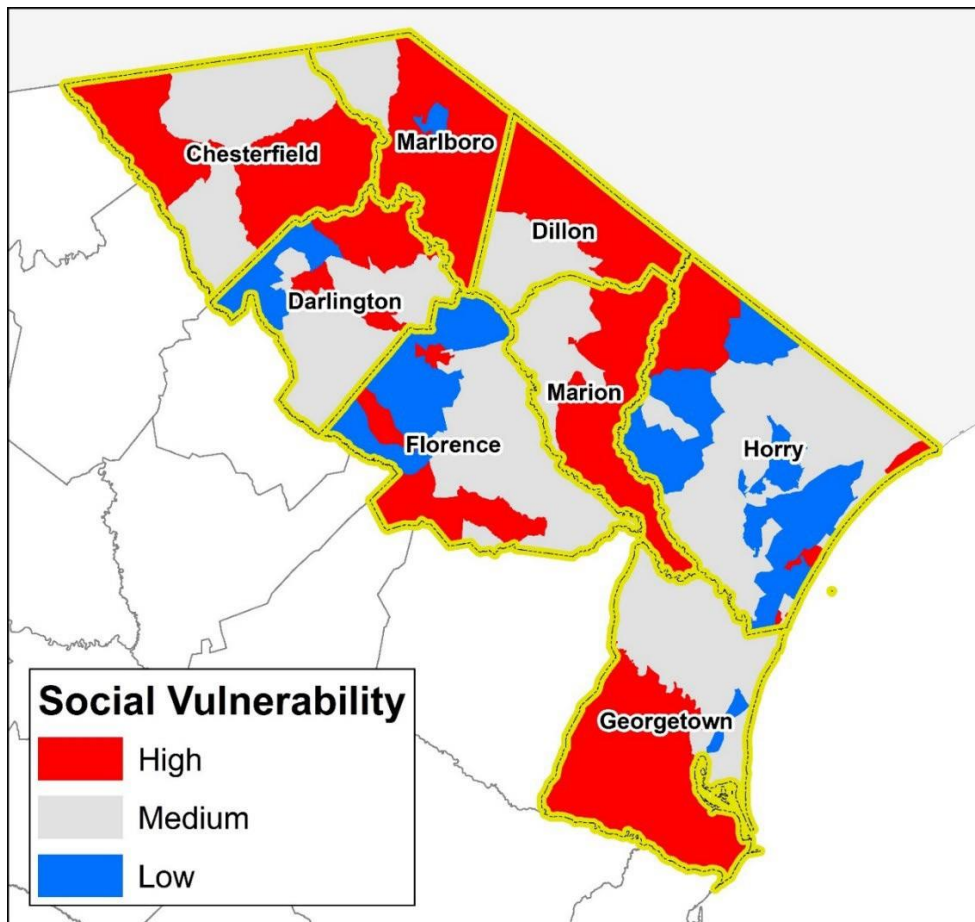 Marlboro
Chesterfield
Dillon
Darlington
Marion
Florence
Horry
Georgetown
Social Vulnerability
High
Medium
Low